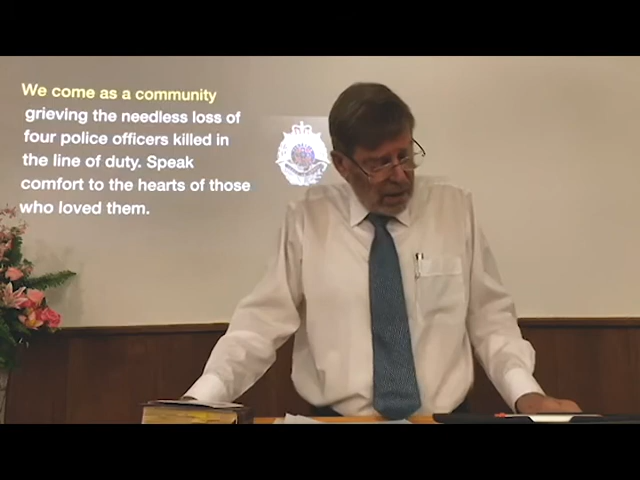 We come as a community
grieving the needless loss of
four police officers killed in
the line of duty. Speak
comfort to the hearts of those
who loved them.